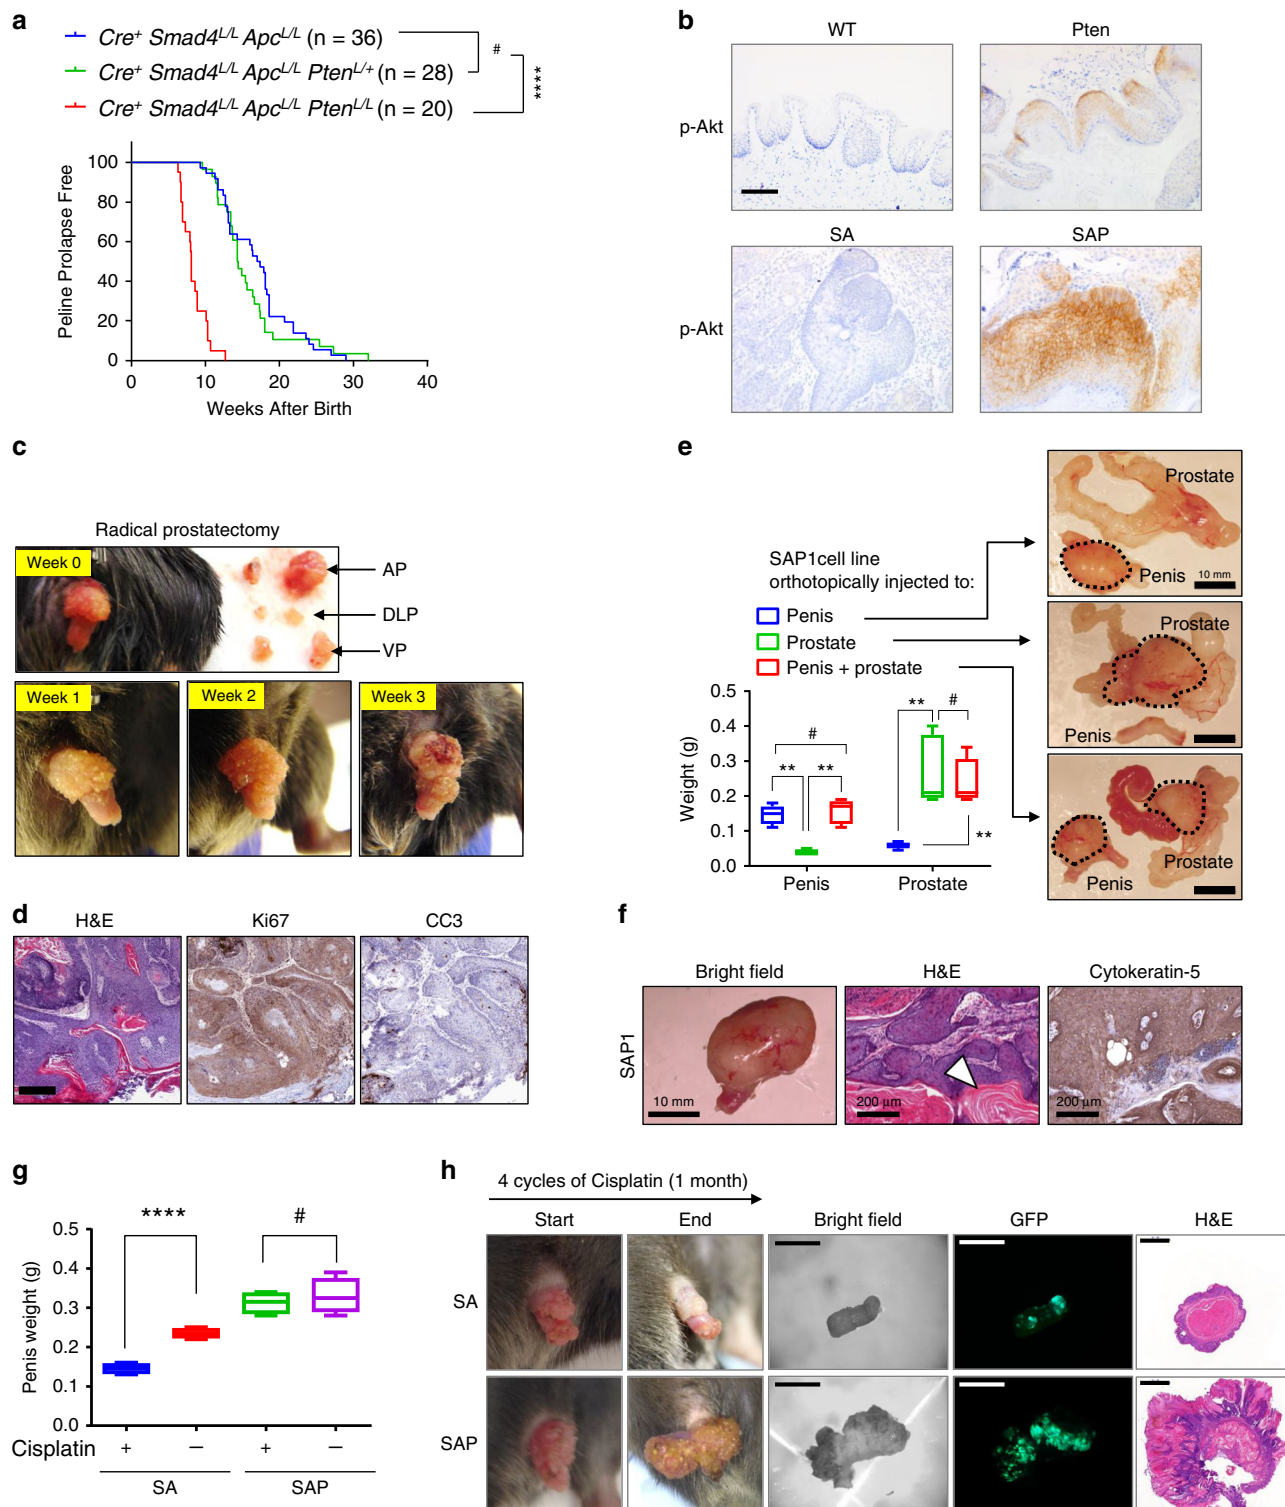 a
Cre+ Smad4L/L ApcL/L (n = 36)
#
Cre+ Smad4L/L ApcL/L PtenL/+ (n = 28)
****
Cre+ Smad4L/L ApcL/L PtenL/L (n = 20)
Peline Prolapse Free
100
80
60
40
20
0
0 10 20 30 40
Weeks After Birth
b
WT Pten
p-Akt
SA SAP
p-Akt
c
Radical prostatectomy
Week 0
AP
DLP
VP
Week 1 Week 2 Week 3
d
H&E Ki67 CC3
e
SAP1cell line
orthotopically injected to:
Penis
Prostate
Penis + prostate
Weight (g)
0.5
0.4
0.3
0.2
0.1
0.0
** #
#
** **
**
Penis Prostate
Prostate
Penis
10 mm
Prostate
Penis
Prostate
Penis
f
Bright field H&E Cytokeratin-5
SAP1
10 mm 200 μm 200 μm
g
**** #
Penis weight (g)
0.5
0.4
0.3
0.2
0.1
0.0
Cisplatin + – + –
SA SAP
h
4 cycles of Cisplatin (1 month)
Start End Bright field GFP H&E
SA
SAP